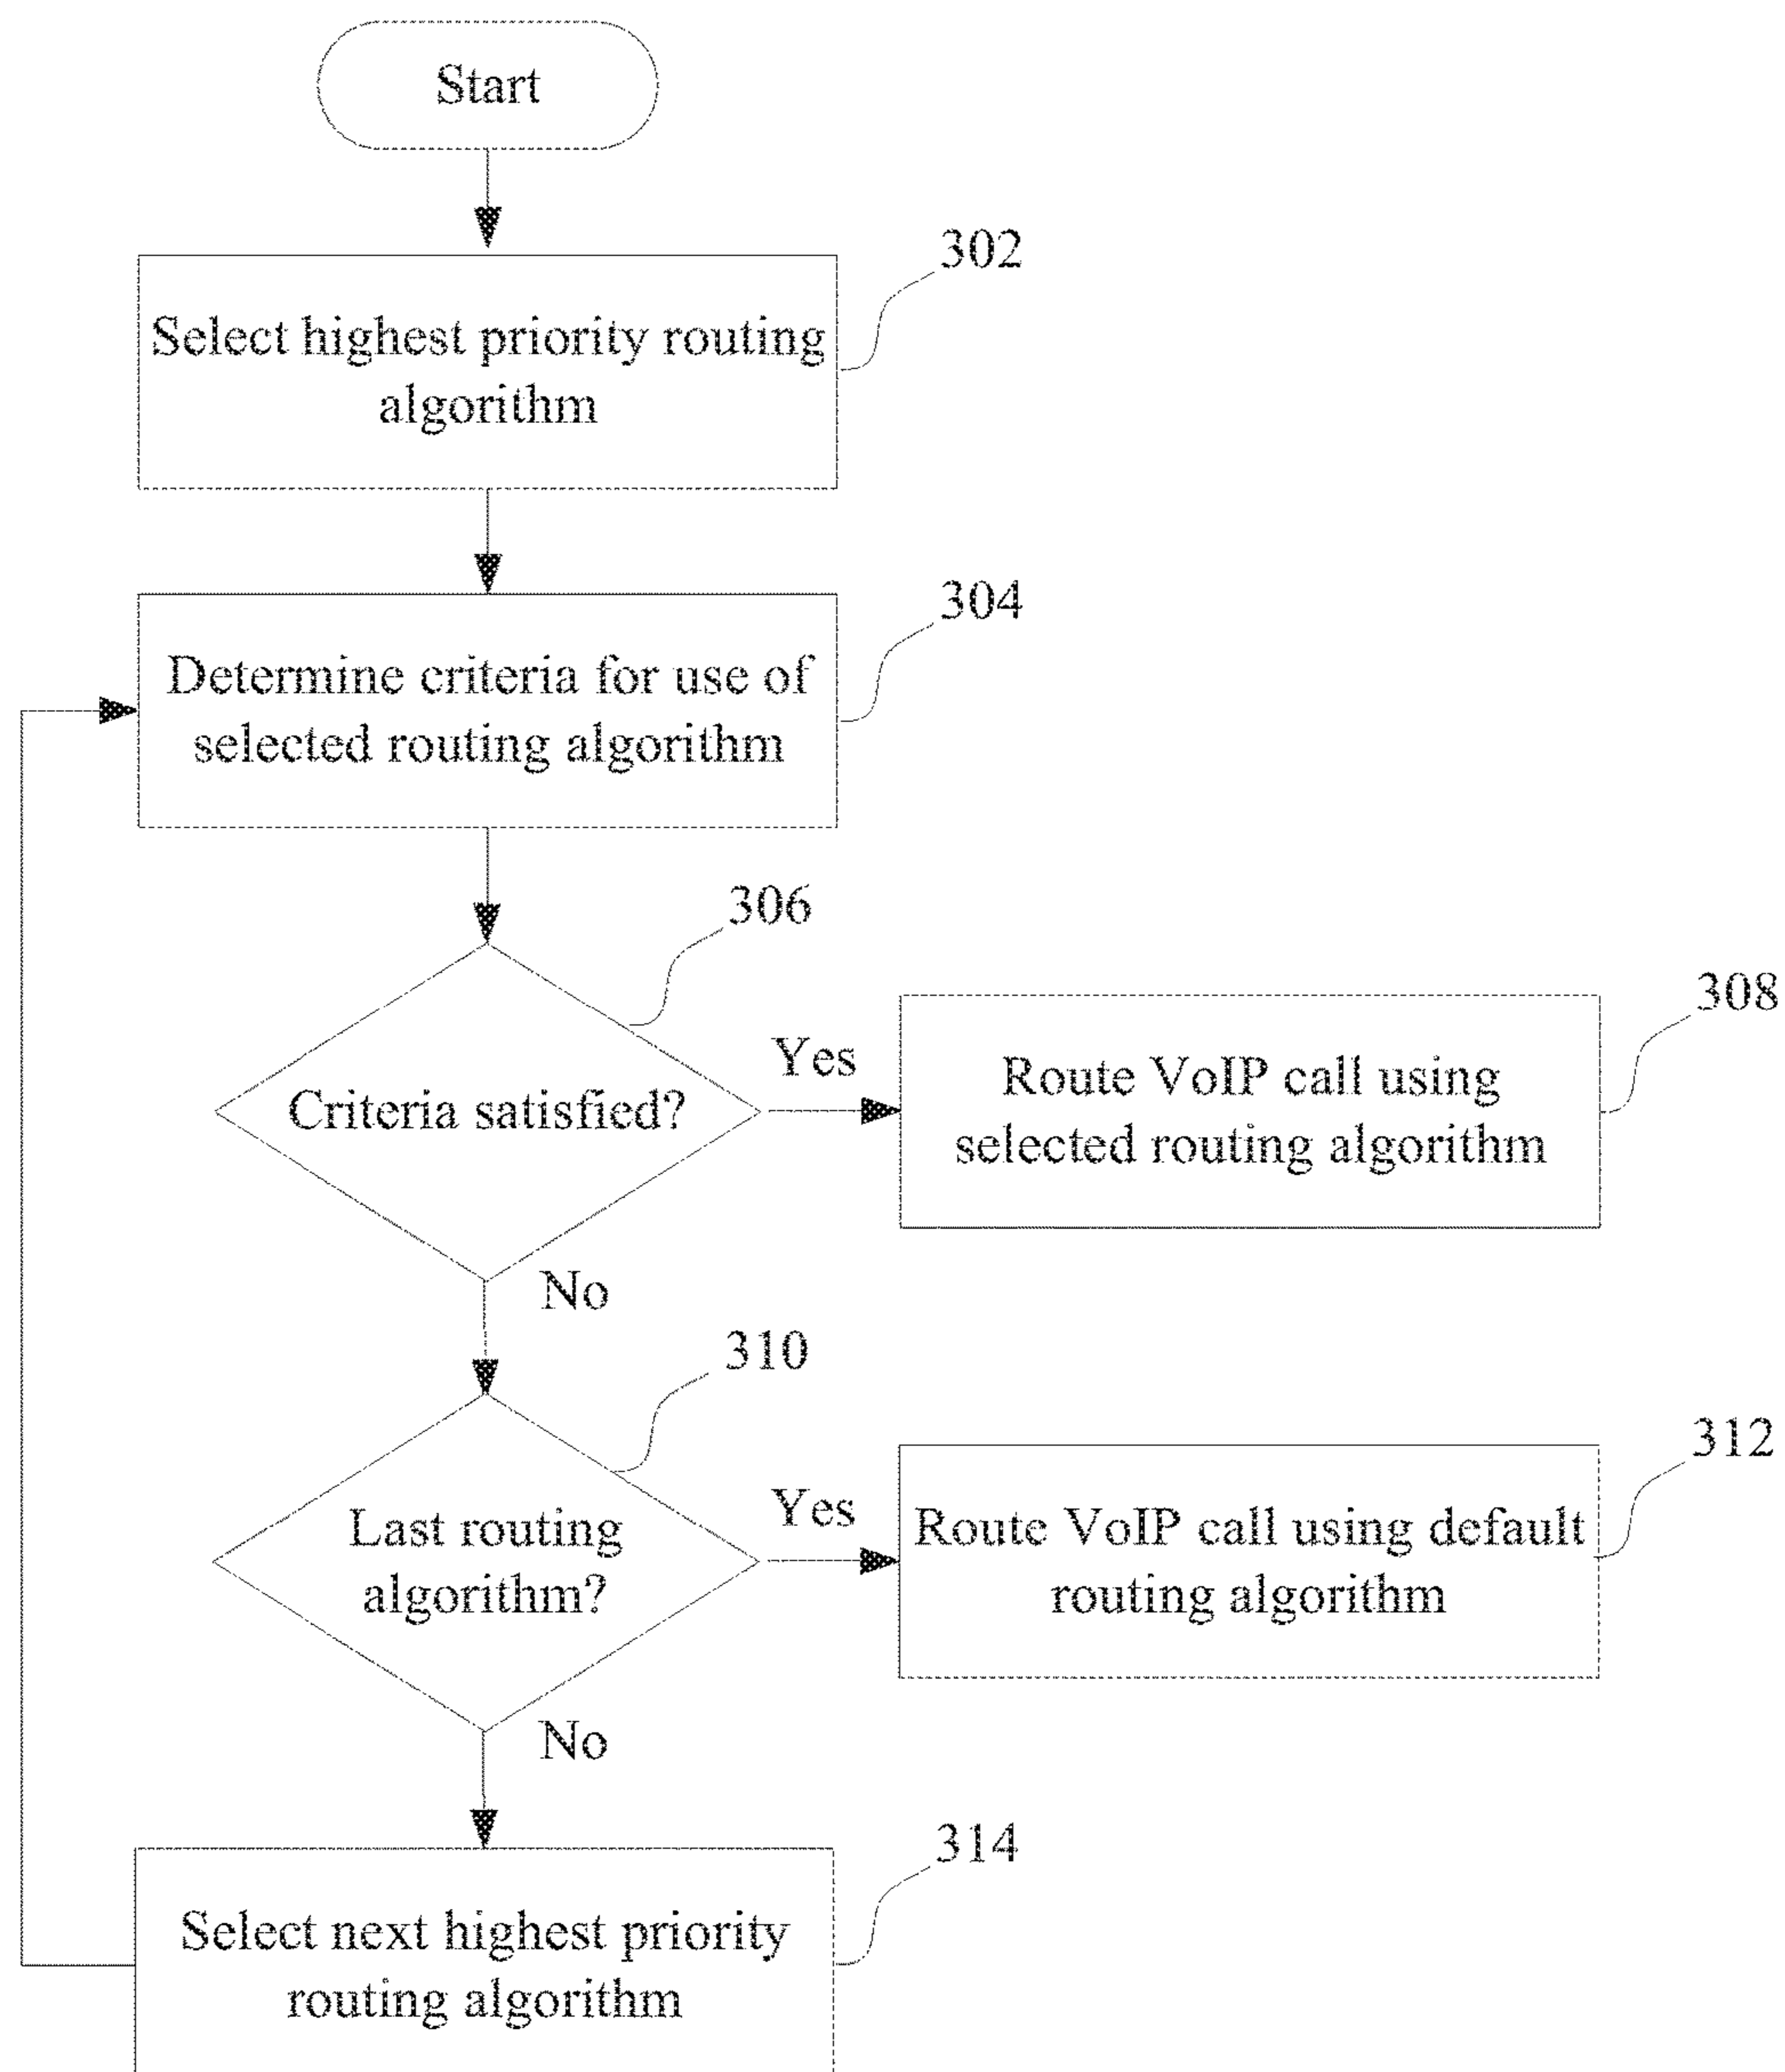 Start
302
Select highest priority routing
algorithm
304
Determine criteria for use of
selected routing algorithm
306
Criteria satisfied?
Yes
308
Route VoIP call using
selected routing algorithm
No
310
Last routing
algorithm?
Yes
312
Route VoIP call using default
routing algorithm
No
314
Select next highest priority
routing algorithm